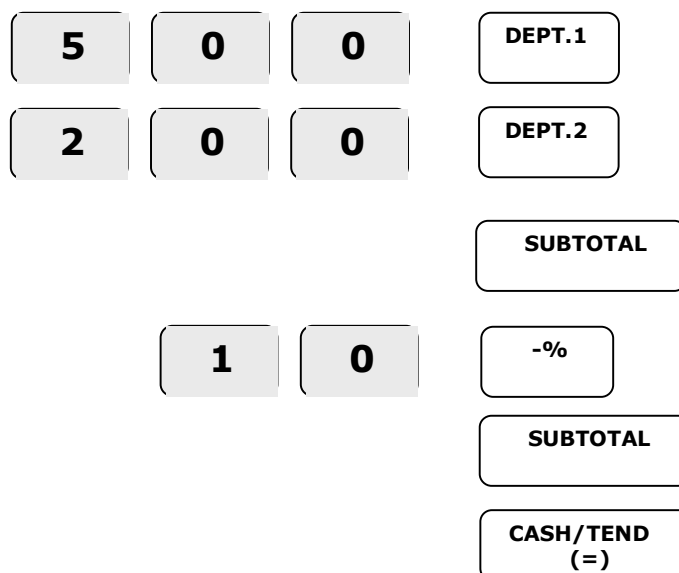 5 0 0 DEPT.1
2 0 0 DEPT.2
SUBTOTAL
1 0 -%
SUBTOTAL
CASH/TEND
(=)